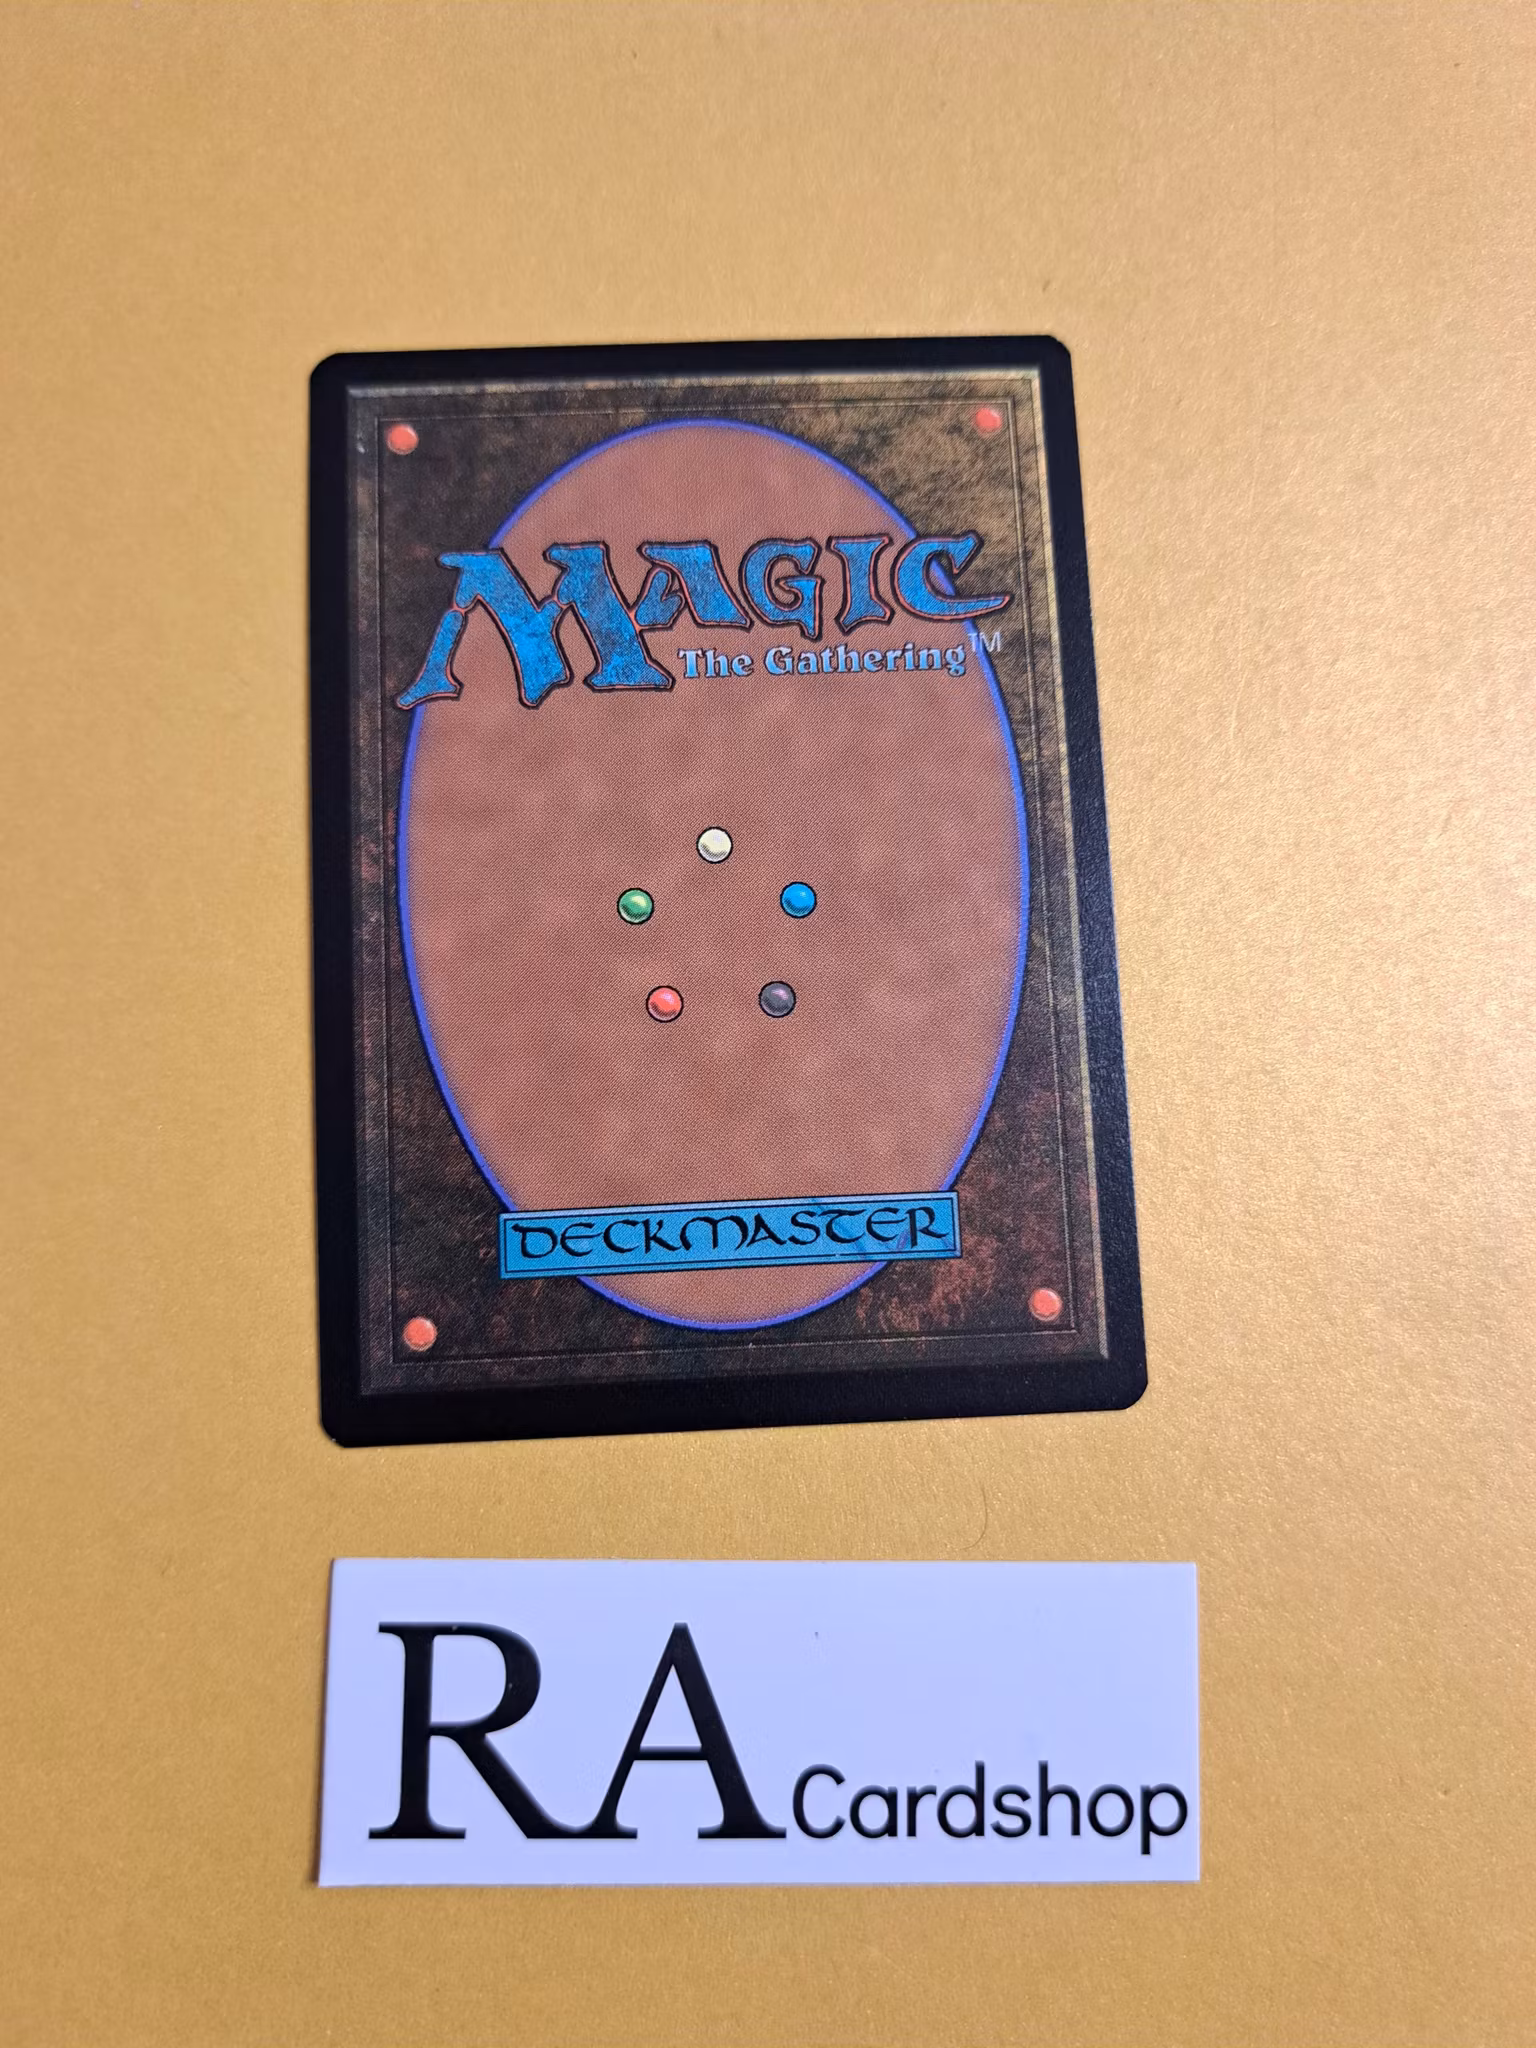 MAGIC
The Gathering™
DECKMASTER
RA Cardshop